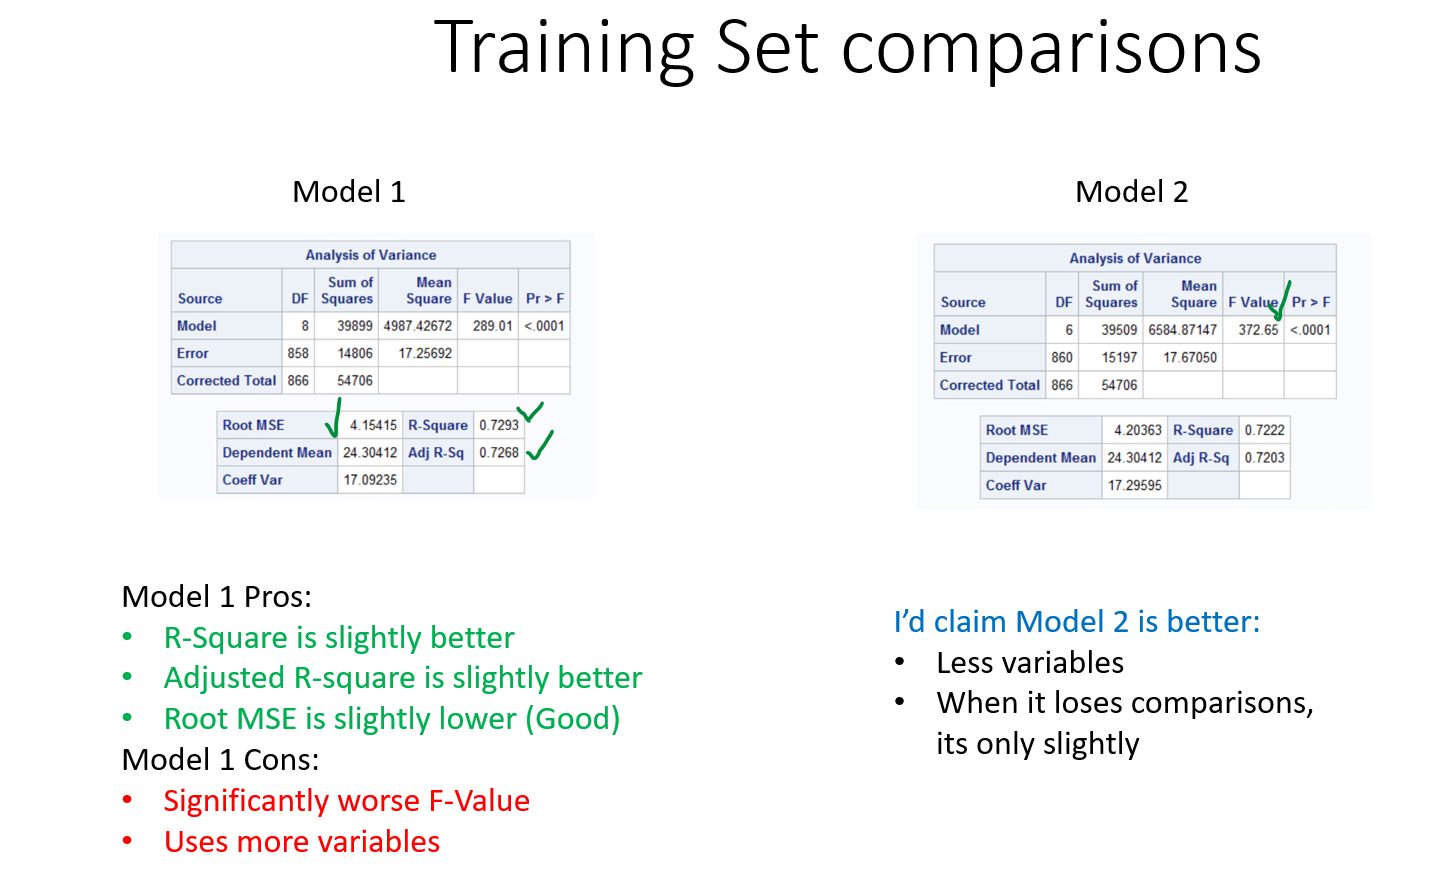 Training Set comparisons
Model 1
Analysis of Variance
Source DF Sum of Squares Mean Square F Value Pr > F
Model 8 39899 4987.42672 289.01 <.0001
Error 858 14806 17.25692
Corrected Total 866 54706
Root MSE 4.15415 R-Square 0.7293
Dependent Mean 24.30412 Adj R-Sq 0.7268
Coeff Var 17.09235
Model 2
Analysis of Variance
Source DF Sum of Squares Mean Square F Value Pr > F
Model 6 39509 6584.87147 372.65 <.0001
Error 860 15197 17.67050
Corrected Total 866 54706
Root MSE 4.20363 R-Square 0.7222
Dependent Mean 24.30412 Adj R-Sq 0.7203
Coeff Var 17.29595
Model 1 Pros:
• R-Square is slightly better
• Adjusted R-square is slightly better
• Root MSE is slightly lower (Good)
Model 1 Cons:
• Significantly worse F-Value
• Uses more variables
I'd claim Model 2 is better:
• Less variables
• When it loses comparisons,
its only slightly